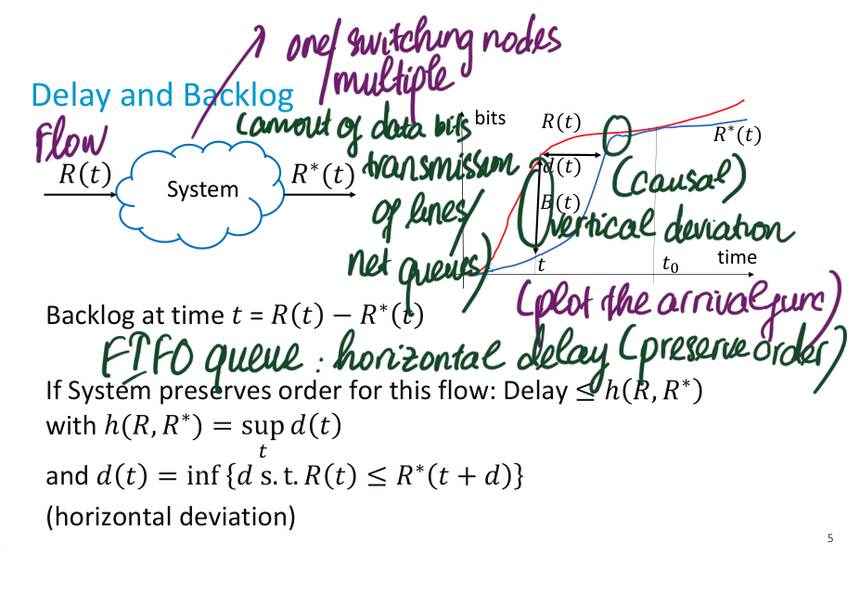 one/switching nodes
/multiple
Delay and Backlog
Flow
(amout of data bits
transmission
of lines/
net queues)
R(t)
System
R*(t)
bits
R(t)
R*(t)
d(t)
B(t)
(causal)
vertical deviation
t
t₀
time
(plot the arrival func)
Backlog at time t = R(t) − R*(t)
FIFO queue : horizontal delay (preserve order)
If System preserves order for this flow: Delay ≤ h(R, R*)
with h(R, R*) = sup d(t)
t
and d(t) = inf {d s.t. R(t) ≤ R*(t + d)}
(horizontal deviation)
5